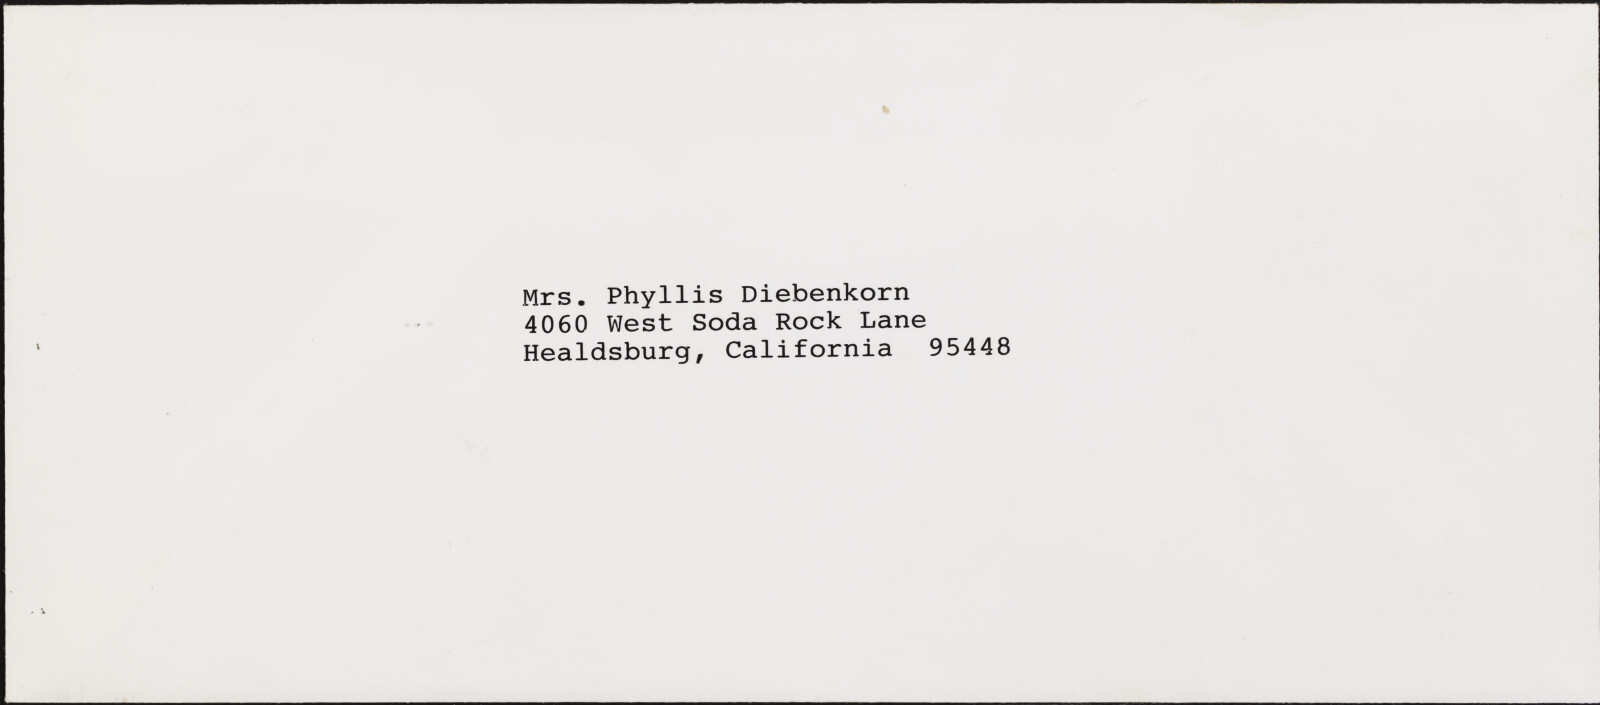 Mrs. Phyllis Diebenkorn
4060 West Soda Rock Lane
Healdsburg, California  95448